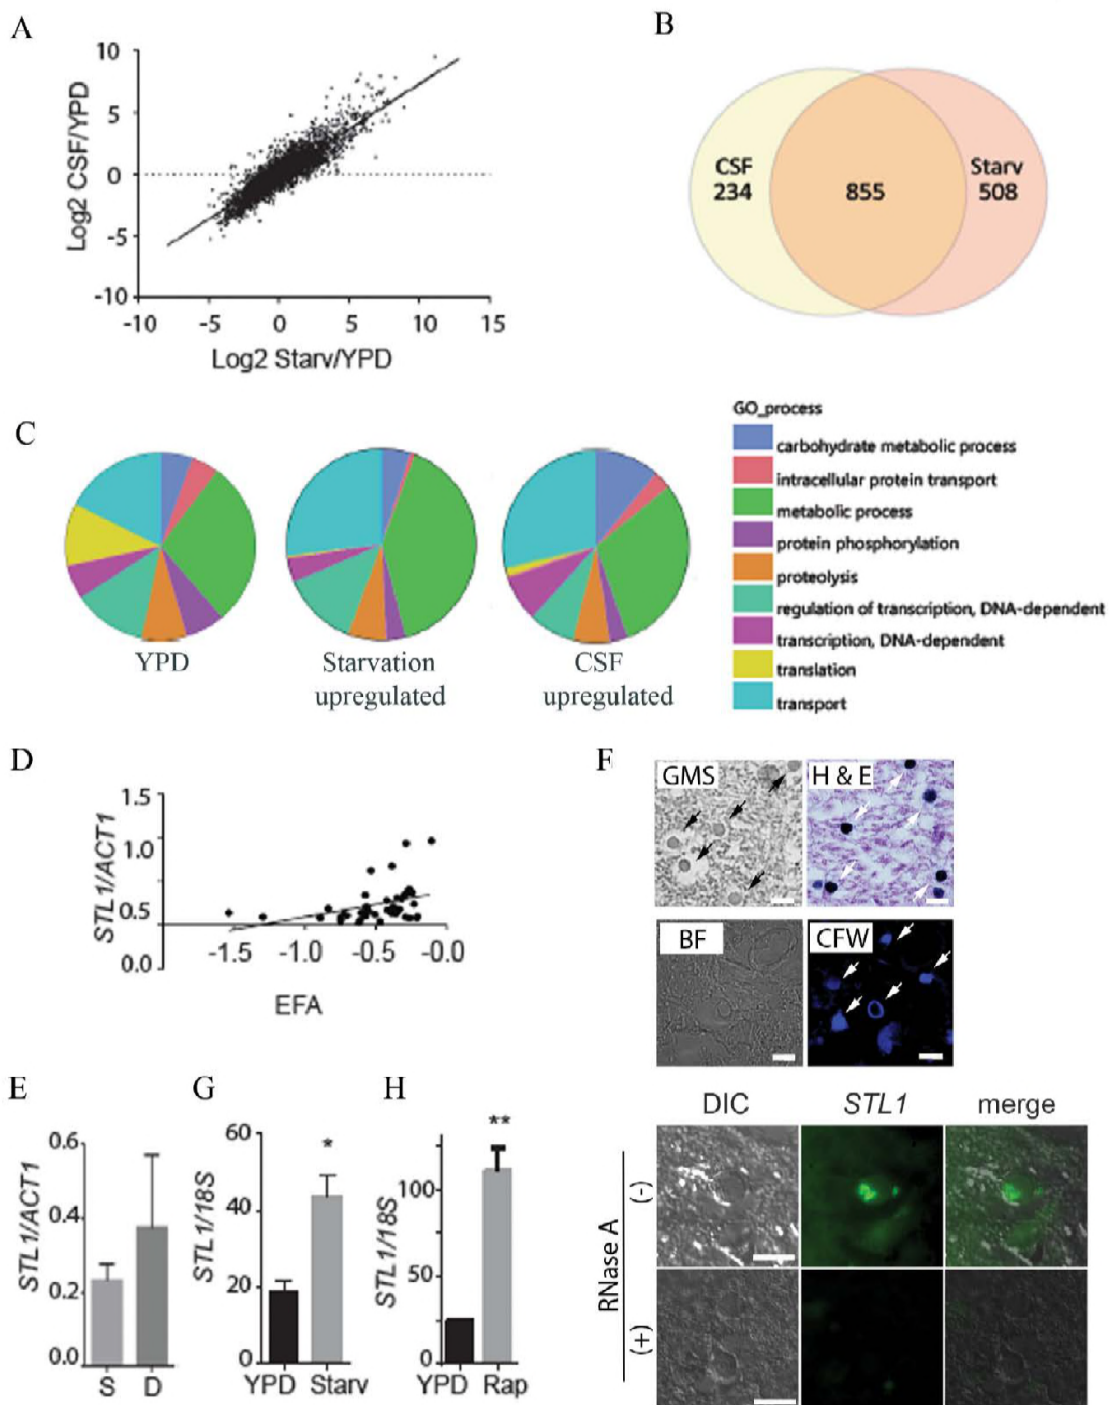 A
10
5
0
-5
-10
Log2 CSF/YPD
-10 -5 0 5 10 15
Log2 Starv/YPD
B
CSF
234
855
Starv
508
C
YPD
Starvation
upregulated
CSF
upregulated
GO_process
carbohydrate metabolic process
intracellular protein transport
metabolic process
protein phosphorylation
proteolysis
regulation of transcription, DNA-dependent
transcription, DNA-dependent
translation
transport
D
STL1/ACT1
1.5
1.0
0.5
0.0
-1.5 -1.0 -0.5 -0.0
EFA
F
GMS
H & E
BF
CFW
DIC STL1 merge
RNase A
(-)
(+)
E
STL1/ACT1
0.6
0.4
0.2
0.0
S D
G
STL1/18S
60
40
20
0
*
YPD Starv
H
STL1/18S
100
50
0
**
YPD Rap